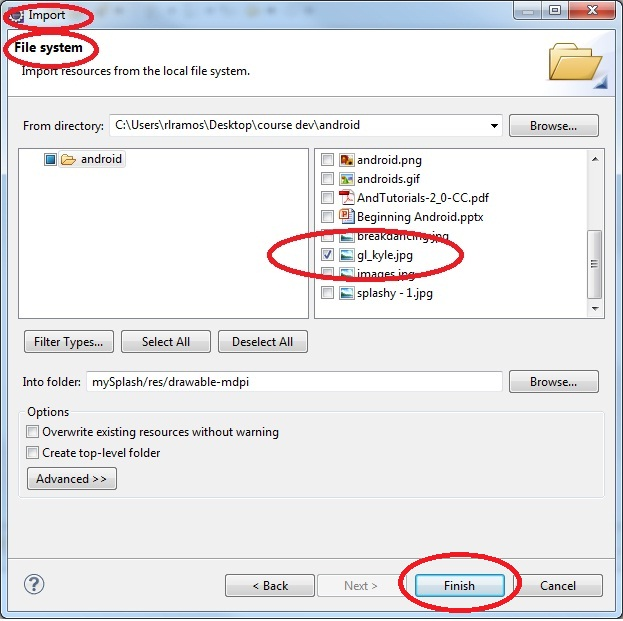 Import
File system
Import resources from the local file system.
From directory: C:\Users\rlramos\Desktop\course dev\android Browse...
android
android.png
androids.gif
AndTutorials-2_0-CC.pdf
Beginning Android.pptx
breakdancing.jpg
gl_kyle.jpg
images.jpg
splashy - 1.jpg
Filter Types... Select All Deselect All
Into folder: mySplash/res/drawable-mdpi Browse...
Options
Overwrite existing resources without warning
Create top-level folder
Advanced >>
? < Back Next > Finish Cancel